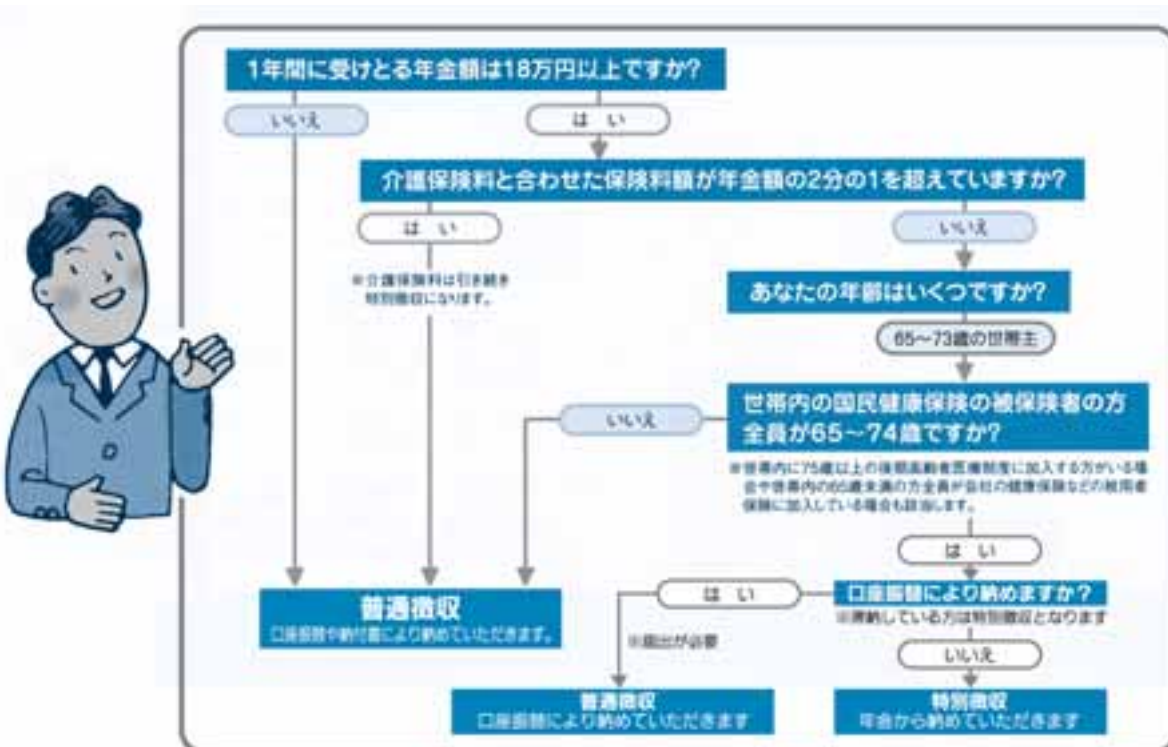 1年間に受けとる年金額は18万円以上ですか?
いいえ
はい
介護保険料と合わせた保険料額が年金額の2分の1を超えていますか?
はい
いいえ
※介護保険料は引き続き
特別徴収になります。
あなたの年齢はいくつですか?
65〜73歳の世帯主
世帯内の国民健康保険の被保険者の方
全員が65〜74歳ですか?
いいえ
※世帯内に75歳以上の後期高齢者医療制度に加入する方がいる場
合や世帯内の65歳未満の方全員が会社の健康保険などの被用者
保険に加入している場合も該当します。
はい
口座振替により納めますか?
※滞納している方は特別徴収となります
はい
いいえ
普通徴収
口座振替や納付書により納めていただきます。
※届出が必要
普通徴収
口座振替により納めていただきます
特別徴収
年金から納めていただきます